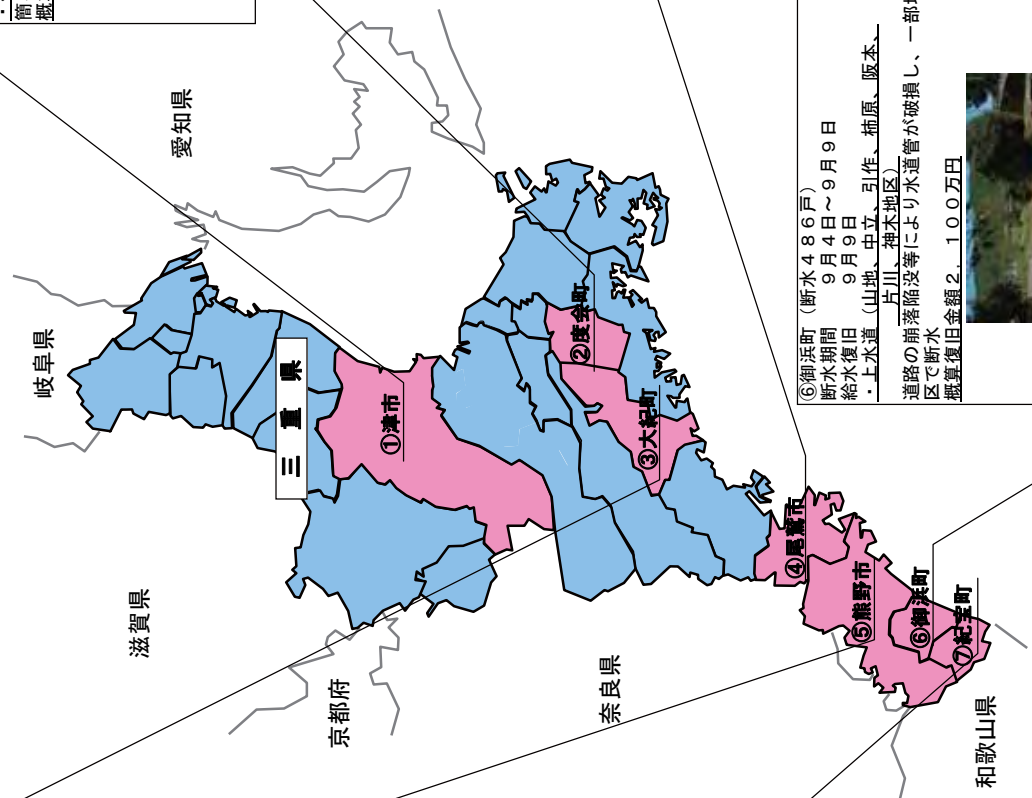 簡
概
岐阜県
愛知県
滋賀県
京都府
奈良県
和歌山県
三重県
①津市
②度会町
③大紀町
④尾鷲市
⑤熊野市
⑥御浜町
⑦紀宝町
⑥御浜町(断水486戸)
断水期間 9月4日~9月9日
給水復旧 9月9日
・上水道(山地、中立、引作、柿原、阪本、
片川、神木地区)
道路の崩落陥没等により水道管が破損し、一部
区で断水
概算復旧金額2,100万円